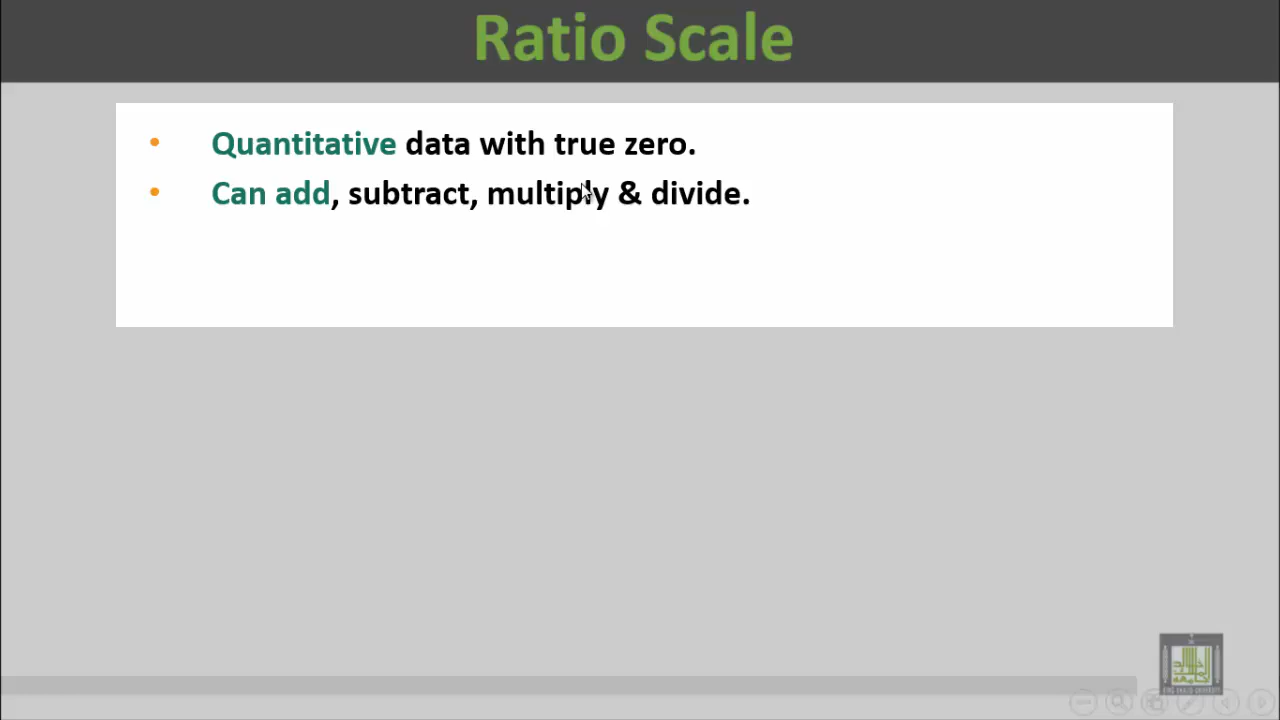 Ratio Scale
• Quantitative data with true zero.
• Can add, subtract, multiply & divide.